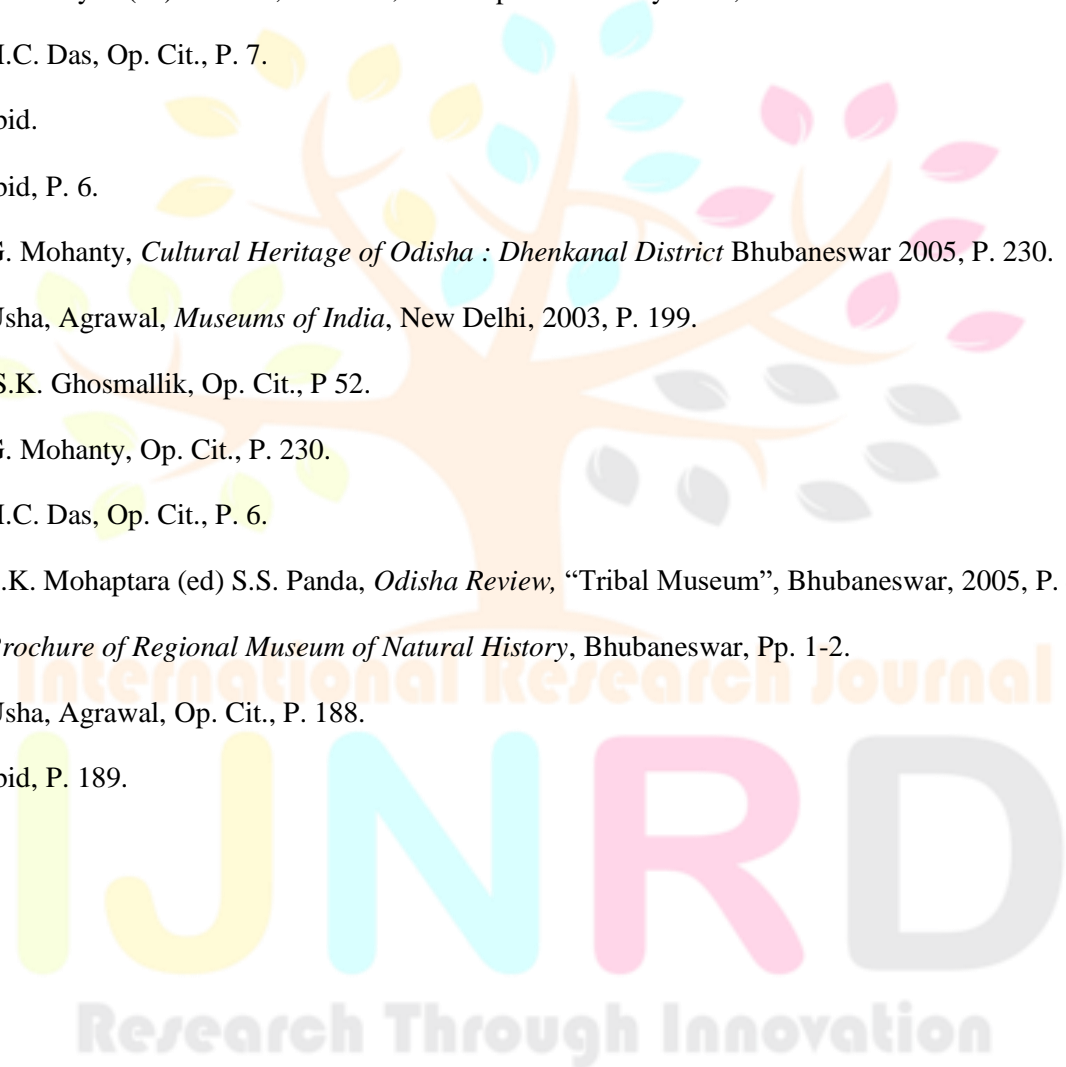 .C. Das, Op. Cit., P. 7.
bid.
bid, P. 6.
G. Mohanty, Cultural Heritage of Odisha : Dhenkanal District Bhubaneswar 2005, P. 230.
Usha, Agrawal, Museums of India, New Delhi, 2003, P. 199.
S.K. Ghosmallik, Op. Cit., P 52.
G. Mohanty, Op. Cit., P. 230.
.C. Das, Op. Cit., P. 6.
.K. Mohaptara (ed) S.S. Panda, Odisha Review, “Tribal Museum”, Bhubaneswar, 2005, P.
Brochure of Regional Museum of Natural History, Bhubaneswar, Pp. 1-2.
International Research Journal
Usha, Agrawal, Op. Cit., P. 188.
bid, P. 189.
IJNRD
Research Through Innovation